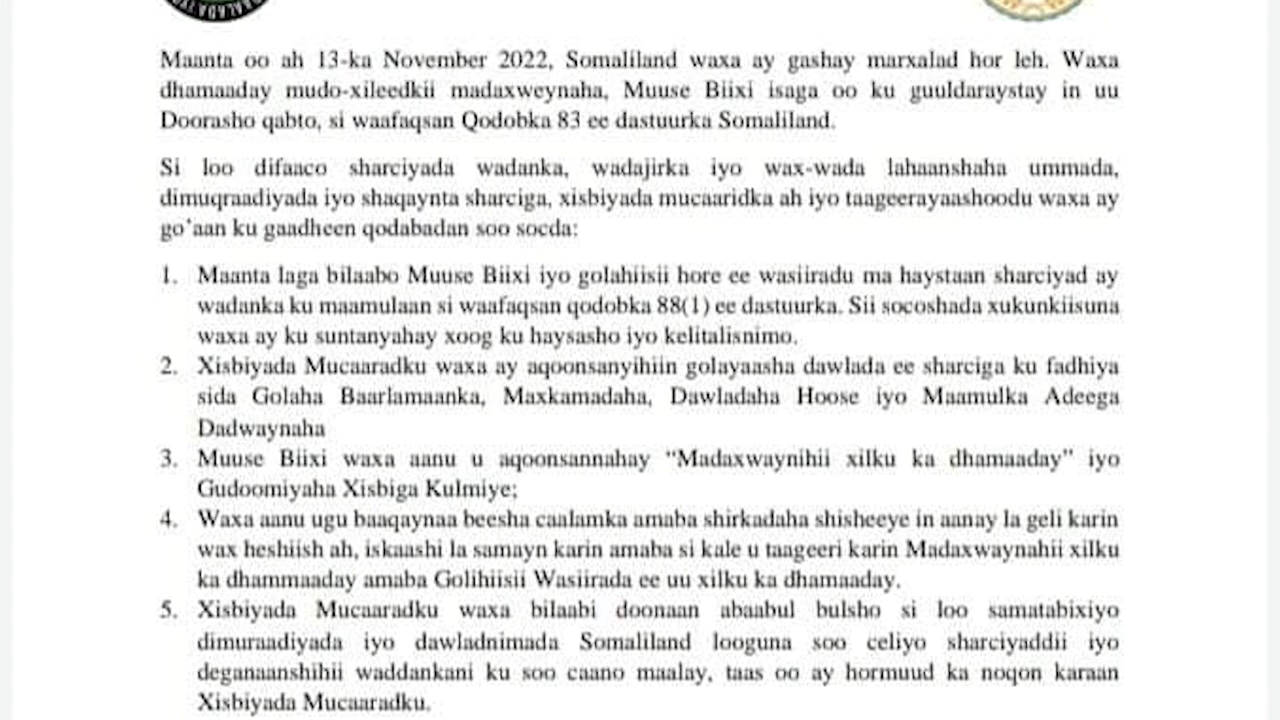 Maanta oo ah 13-ka November 2022, Somaliland waxa ay gashay marxalad hor leh. Waxa
dhamaaday mudo-xileedkii madaxweynaha, Muuse Biixi isaga oo ku guuldaraystay in uu
Doorasho qabto, si waafaqsan Qodobka 83 ee dastuurka Somaliland.
Si loo difaaco sharciyada wadanka, wadajirka iyo wax-wada lahaanshaha ummada,
dimuqraadiyada iyo shaqaynta sharciga, xisbiyada mucaaridka ah iyo taageerayaashoodu waxa ay
go'aan ku gaadheen qodabadan soo socda:
1. Maanta laga bilaabo Muuse Biixi iyo golahiisii hore ee wasiiradu ma haystaan sharciyad ay
wadanka ku maamulaan si waafaqsan qodobka 88(1) ee dastuurka. Sii socoshada xukunkiisuna
waxa ay ku suntanyahay xoog ku haysasho iyo kelitalisnimo.
2. Xisbiyada Mucaaradku waxa ay aqoonsanyihiin golayaasha dawlada ee sharciga ku fadhiya
sida Golaha Baarlamaanka, Maxkamadaha, Dawladaha Hoose iyo Maamulka Adeega
Dadwaynaha
3. Muuse Biixi waxa aanu u aqoonsannahay "Madaxwaynihii xilku ka dhamaaday" iyo
Gudoomiyaha Xisbiga Kulmiye;
4. Waxa aanu ugu baaqaynaa beesha caalamka amaba shirkadaha shisheeye in aanay la geli karin
wax heshiish ah, iskaashi la samayn karin amaba si kale u taageeri karin Madaxwaynahii xilku
ka dhammaaday amaba Golihiisii Wasiirada ee uu xilku ka dhamaaday.
5. Xisbiyada Mucaaradku waxa bilaabi doonaan abaabul bulsho si loo samatabixiyo
dimuraadiyada iyo dawladnimada Somaliland looguna soo celiyo sharciyaddii iyo
deganaanshihii waddankani ku soo caano maalay, taas oo ay hormuud ka noqon karaan
Xisbiyada Mucaaradku.